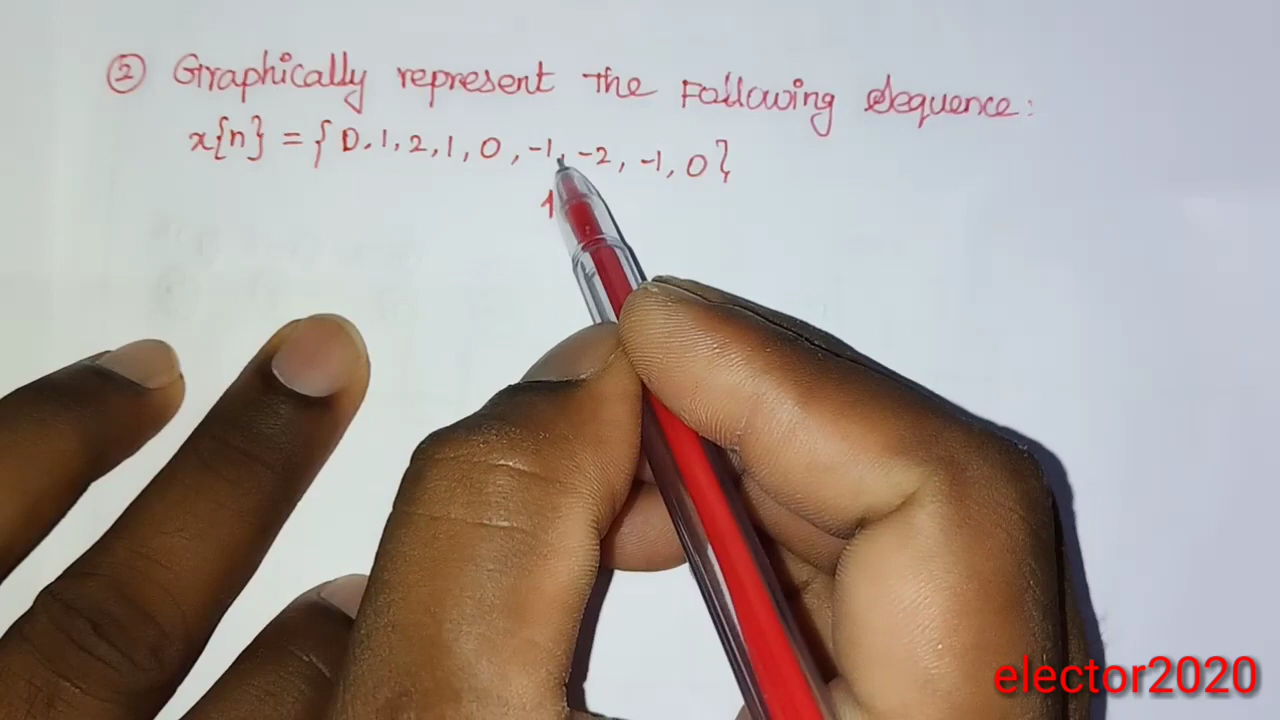 ② Graphically represent the Following Sequence:
x{n} = {0,1,2,1,0,-1,-2,-1,0}
↑
elector2020